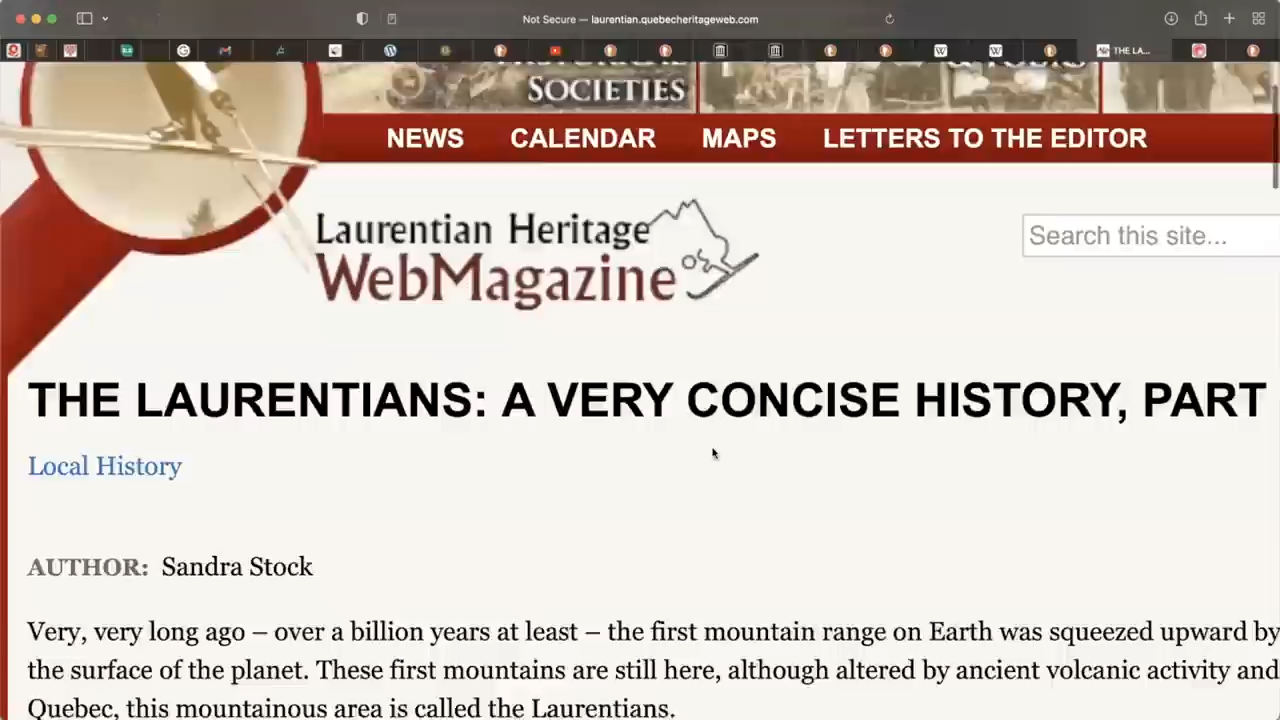 Not Secure — laurentian.quebecheritageweb.com
THE LA...
SOCIETIES
NEWS CALENDAR MAPS LETTERS TO THE EDITOR
Laurentian Heritage
WebMagazine
Search this site...
THE LAURENTIANS: A VERY CONCISE HISTORY, PART
Local History
AUTHOR: Sandra Stock
Very, very long ago – over a billion years at least – the first mountain range on Earth was squeezed upward by
the surface of the planet. These first mountains are still here, although altered by ancient volcanic activity and
Quebec, this mountainous area is called the Laurentians.